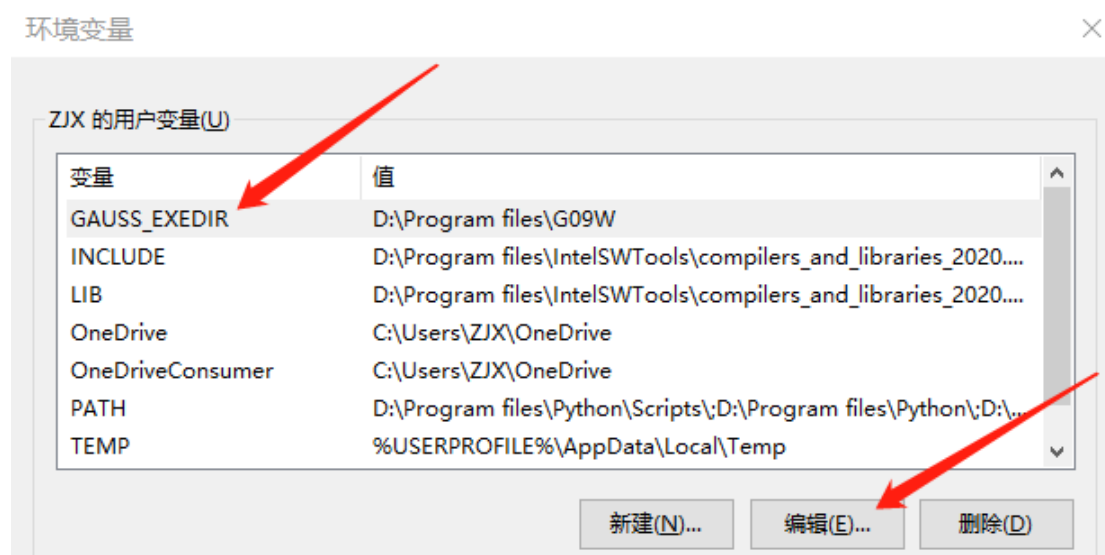 环境变量
ZJX 的用户变量(U)
变量 值
GAUSS_EXEDIR D:\Program files\G09W
INCLUDE D:\Program files\IntelSWTools\compilers_and_libraries_2020....
LIB D:\Program files\IntelSWTools\compilers_and_libraries_2020....
OneDrive C:\Users\ZJX\OneDrive
OneDriveConsumer C:\Users\ZJX\OneDrive
PATH D:\Program files\Python\Scripts\;D:\Program files\Python\;D:\...
TEMP %USERPROFILE%\AppData\Local\Temp
新建(N)... 编辑(E)... 删除(D)